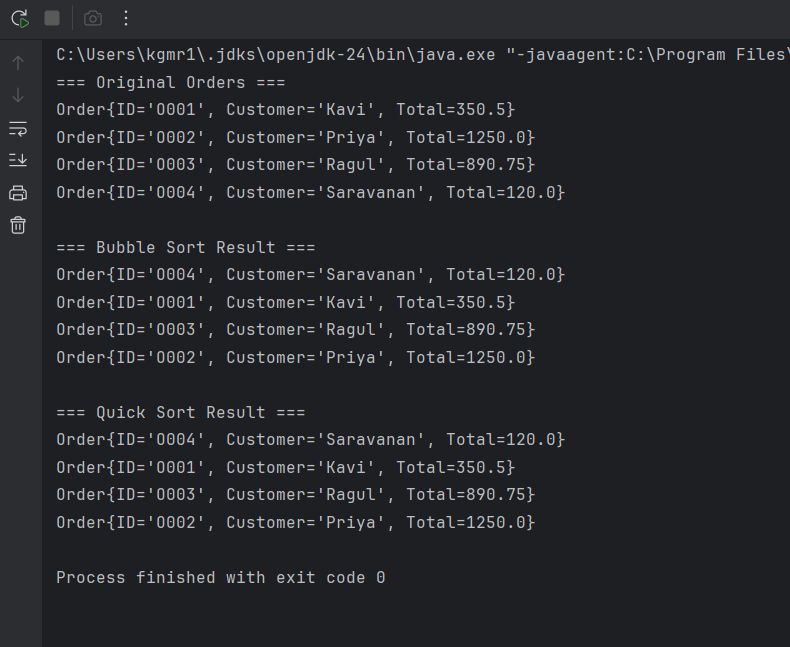 C:\Users\kgmr1\.jdks\openjdk-24\bin\java.exe "-javaagent:C:\Program Files\
=== Original Orders ===
Order{ID='O001', Customer='Kavi', Total=350.5}
Order{ID='O002', Customer='Priya', Total=1250.0}
Order{ID='O003', Customer='Ragul', Total=890.75}
Order{ID='O004', Customer='Saravanan', Total=120.0}
=== Bubble Sort Result ===
Order{ID='O004', Customer='Saravanan', Total=120.0}
Order{ID='O001', Customer='Kavi', Total=350.5}
Order{ID='O003', Customer='Ragul', Total=890.75}
Order{ID='O002', Customer='Priya', Total=1250.0}
=== Quick Sort Result ===
Order{ID='O004', Customer='Saravanan', Total=120.0}
Order{ID='O001', Customer='Kavi', Total=350.5}
Order{ID='O003', Customer='Ragul', Total=890.75}
Order{ID='O002', Customer='Priya', Total=1250.0}
Process finished with exit code 0